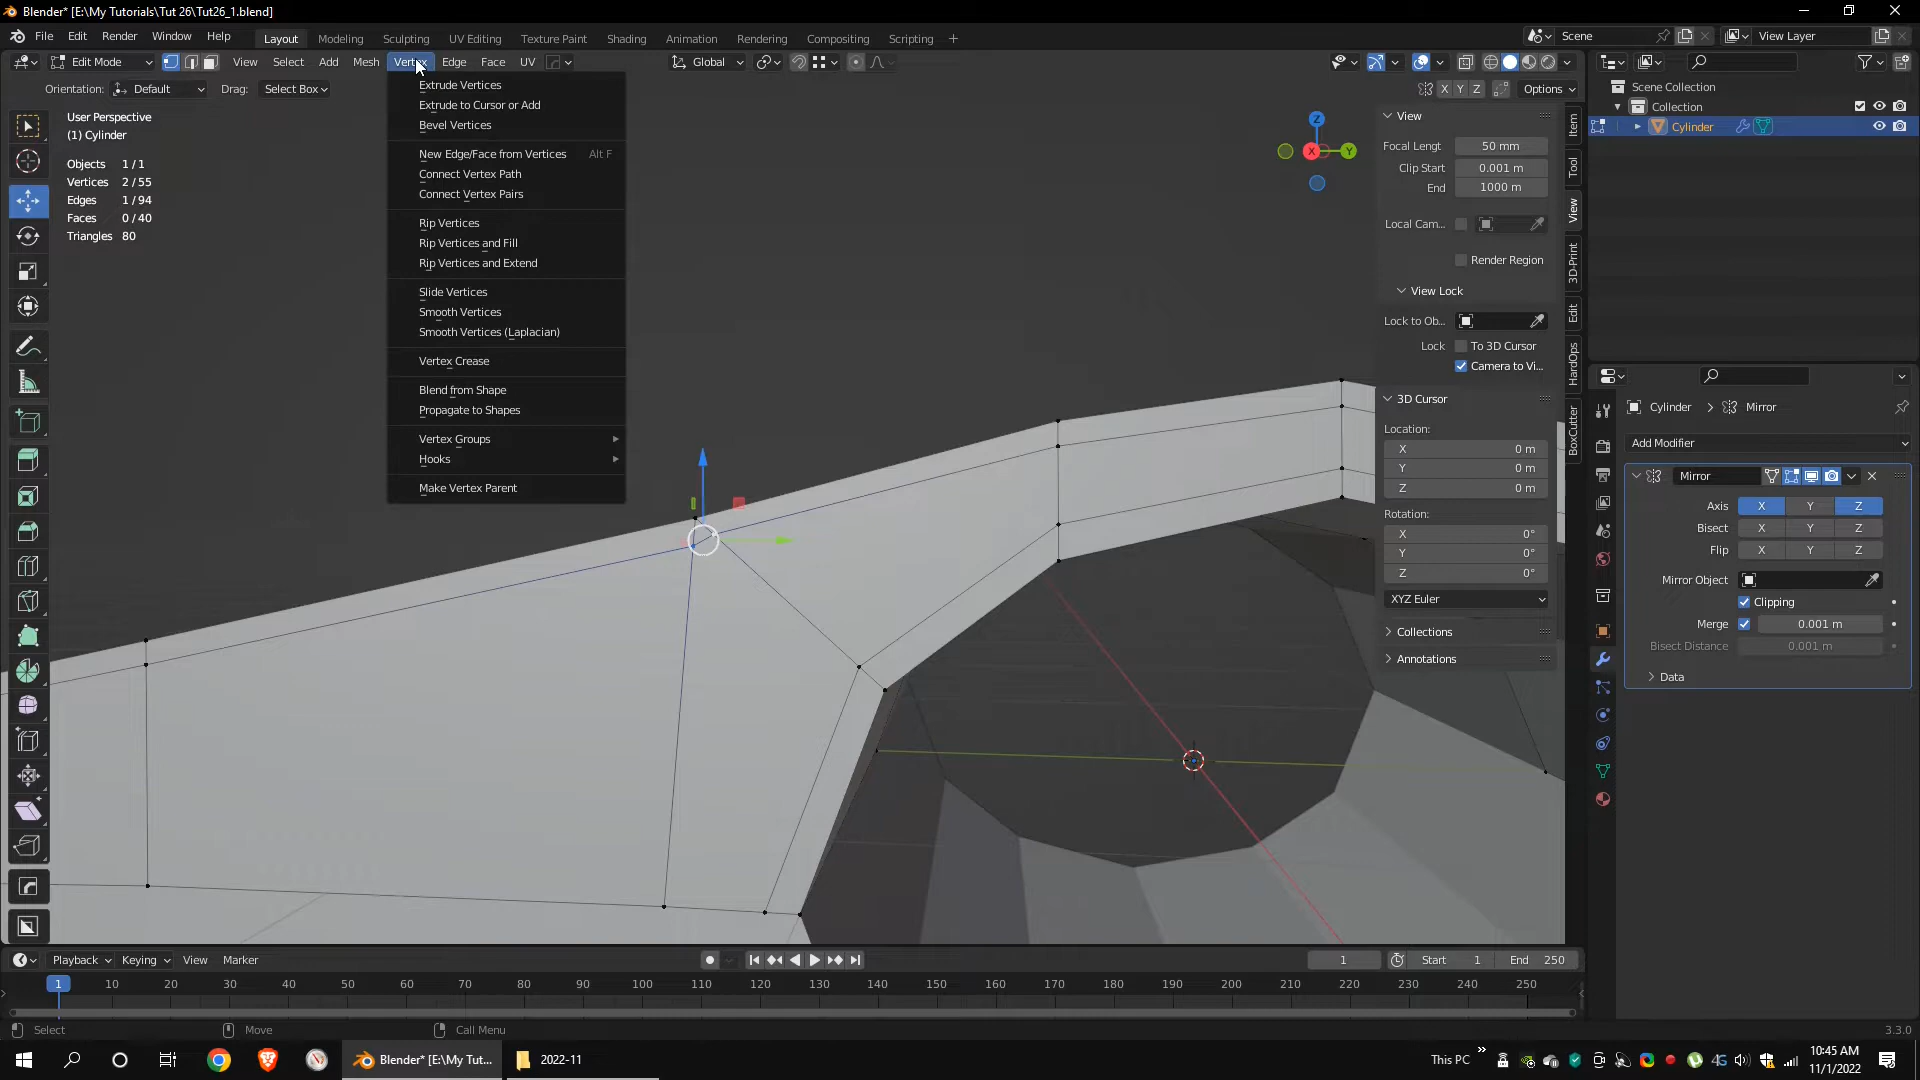 Blender* [E:\My Tutorials\Tut 26\Tut26_1.blend]
File Edit Render Window Help Layout Modeling Sculpting UV Editing Texture Paint Shading Animation Rendering Compositing Scripting + Scene View Layer
Edit Mode View Select Add Mesh Vertex Edge Face UV Global
Orientation: Default Drag: Select Box X Y Z Options
User Perspective
(1) Cylinder
Objects 1/1
Vertices 2/55
Edges 1/94
Faces 0/40
Triangles 80
Extrude Vertices
Extrude to Cursor or Add
Bevel Vertices
New Edge/Face from Vertices Alt F
Connect Vertex Path
Connect Vertex Pairs
Rip Vertices
Rip Vertices and Fill
Rip Vertices and Extend
Slide Vertices
Smooth Vertices
Smooth Vertices (Laplacian)
Vertex Crease
Blend from Shape
Propagate to Shapes
Vertex Groups
Hooks
Make Vertex Parent
Z
X
Y
View
Focal Lengt 50 mm
Clip Start 0.001 m
End 1000 m
Local Cam...
Render Region
View Lock
Lock to Ob...
Lock To 3D Cursor
Camera to Vi...
3D Cursor
Location:
X 0 m
Y 0 m
Z 0 m
Rotation:
X 0°
Y 0°
Z 0°
XYZ Euler
Collections
Annotations
Item
Tool
View
3D-Print
Edit
HardOps
BoxCutter
Scene Collection
Collection
Cylinder
Cylinder > Mirror
Add Modifier
Mirror
Axis X Y Z
Bisect X Y Z
Flip X Y Z
Mirror Object
Clipping
Merge 0.001 m
Bisect Distance 0.001 m
Data
Playback Keying View Marker 1 Start 1 End 250
1 10 20 30 40 50 60 70 80 90 100 110 120 130 140 150 160 170 180 190 200 210 220 230 240 250
Select Move Call Menu 3.3.0
Blender* [E:\My Tut... 2022-11 This PC 4G 10:45 AM
11/1/2022